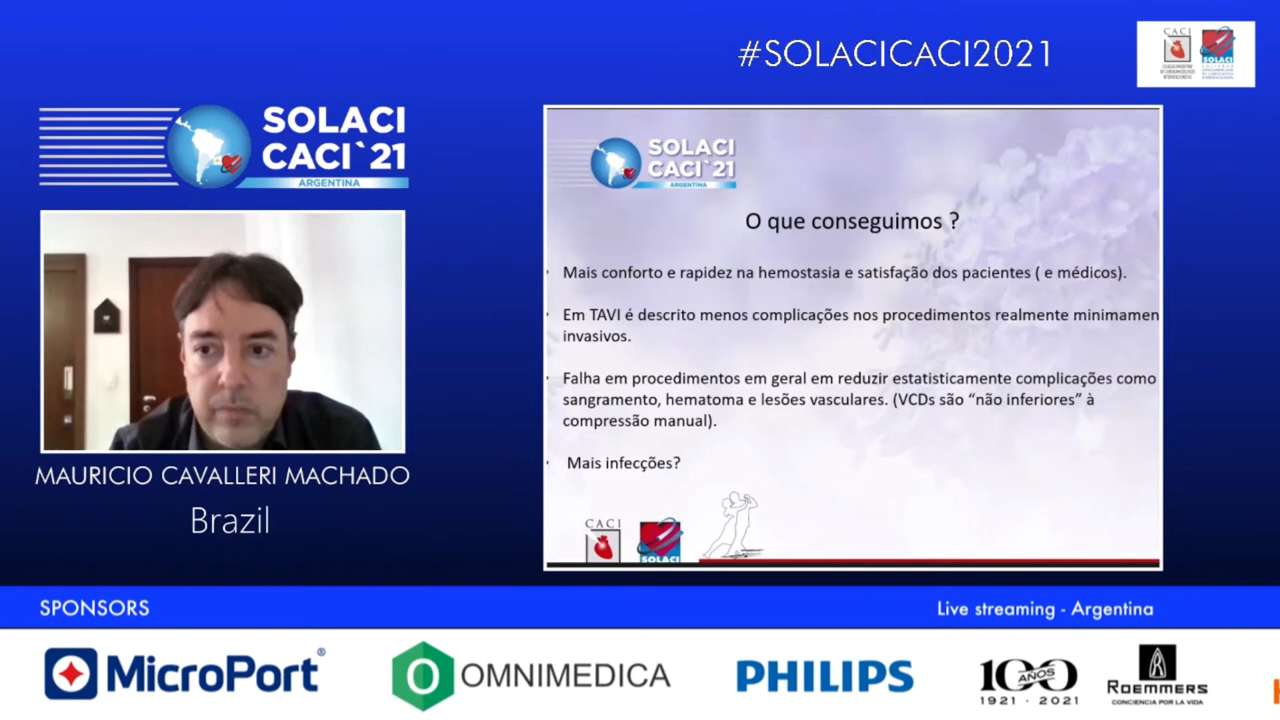 #SOLACICACI2021
CACI
SOLACI
SOLACI
CACI`21
ARGENTINA
SOLACI
CACI`21
ARGENTINA
O que conseguimos ?
Mais conforto e rapidez na hemostasia e satisfação dos pacientes ( e médicos).
Em TAVI é descrito menos complicações nos procedimentos realmente minimamen
invasivos.
Falha em procedimentos em geral em reduzir estatisticamente complicações como
sangramento, hematoma e lesões vasculares. (VCDs são “não inferiores” à
compressão manual).
Mais infecções?
CACI
SOLACI
MAURICIO CAVALLERI MACHADO
Brazil
SPONSORS
Live streaming - Argentina
MicroPort®
OMNIMEDICA
PHILIPS
100
AÑOS
1921 · 2021
ROEMMERS
CONCIENCIA POR LA VIDA